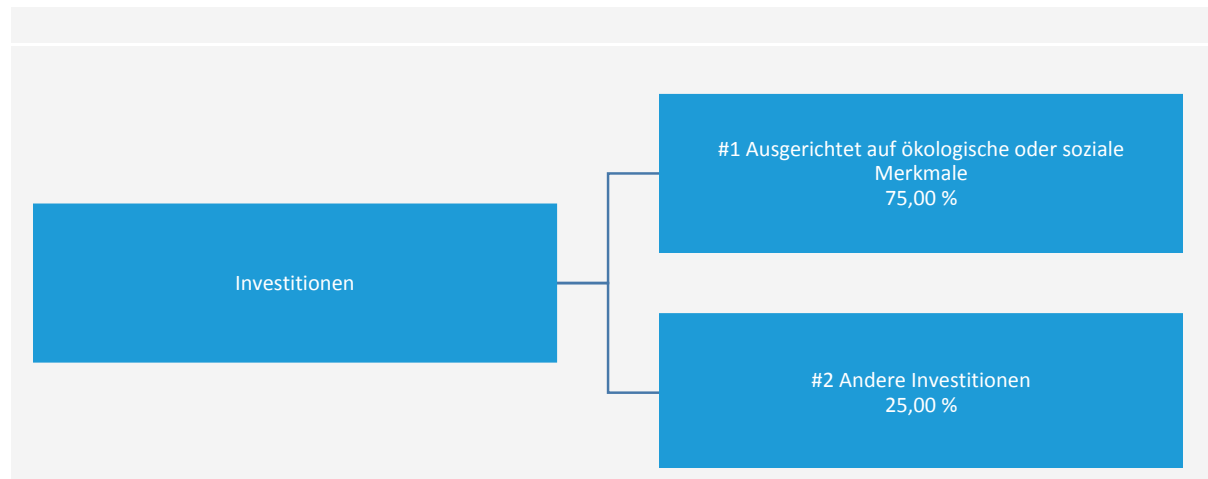 #1 Ausgerichtet auf ökologische oder soziale
Merkmale
75,00 %
Investitionen
#2 Andere Investitionen
25,00 %